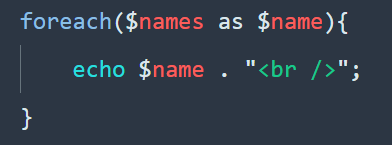 foreach($names as $name){
echo $name . "<br />";
}